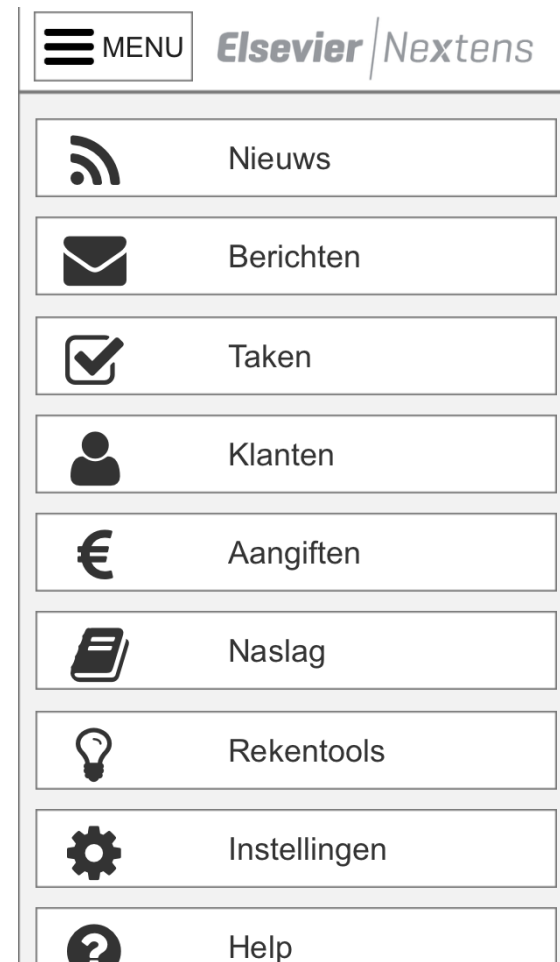 MENU Elsevier Nextens
Nieuws
Berichten
Taken
Klanten
Aangiften
Naslag
Rekentools
Instellingen
Help